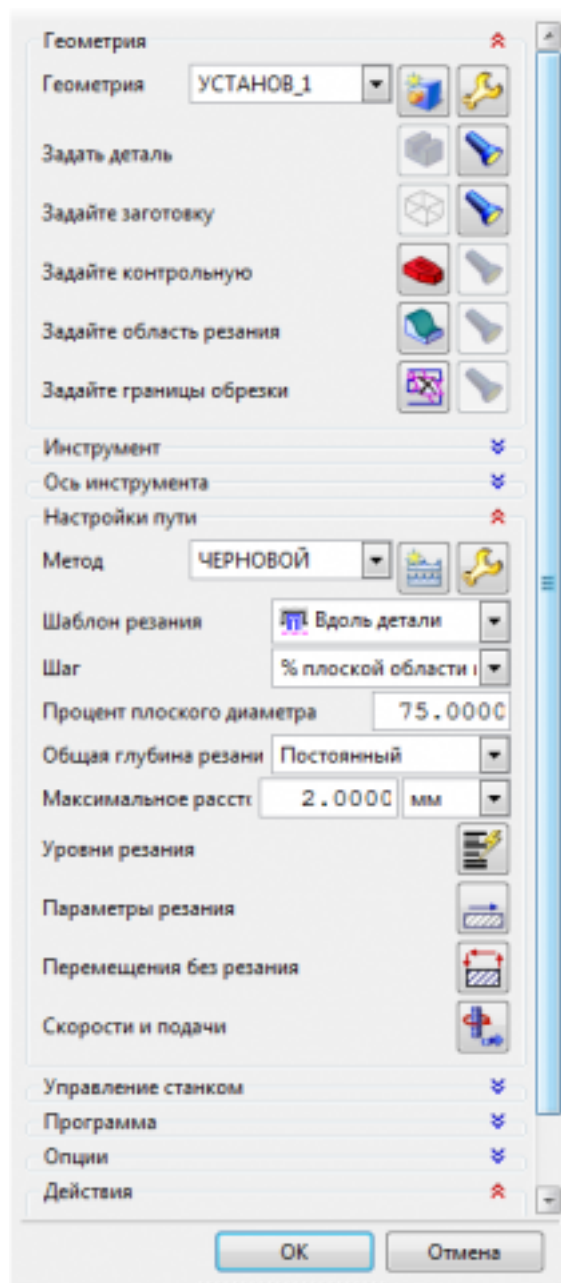 Геометрия
Геометрия УСТАНОВ_1
Задать деталь
Задайте заготовку
Задайте контрольную
Задайте область резания
Задайте границы обрезки
Инструмент
Ось инструмента
Настройки пути
Метод ЧЕРНОВОЙ
Шаблон резания Вдоль детали
Шаг % плоской области
Процент плоского диаметра 75.0000
Общая глубина резани Постоянный
Максимальное расст 2.0000 мм
Уровни резания
Параметры резания
Перемещения без резания
Скорости и подачи
Управление станком
Программа
Опции
Действия
ОК Отмена